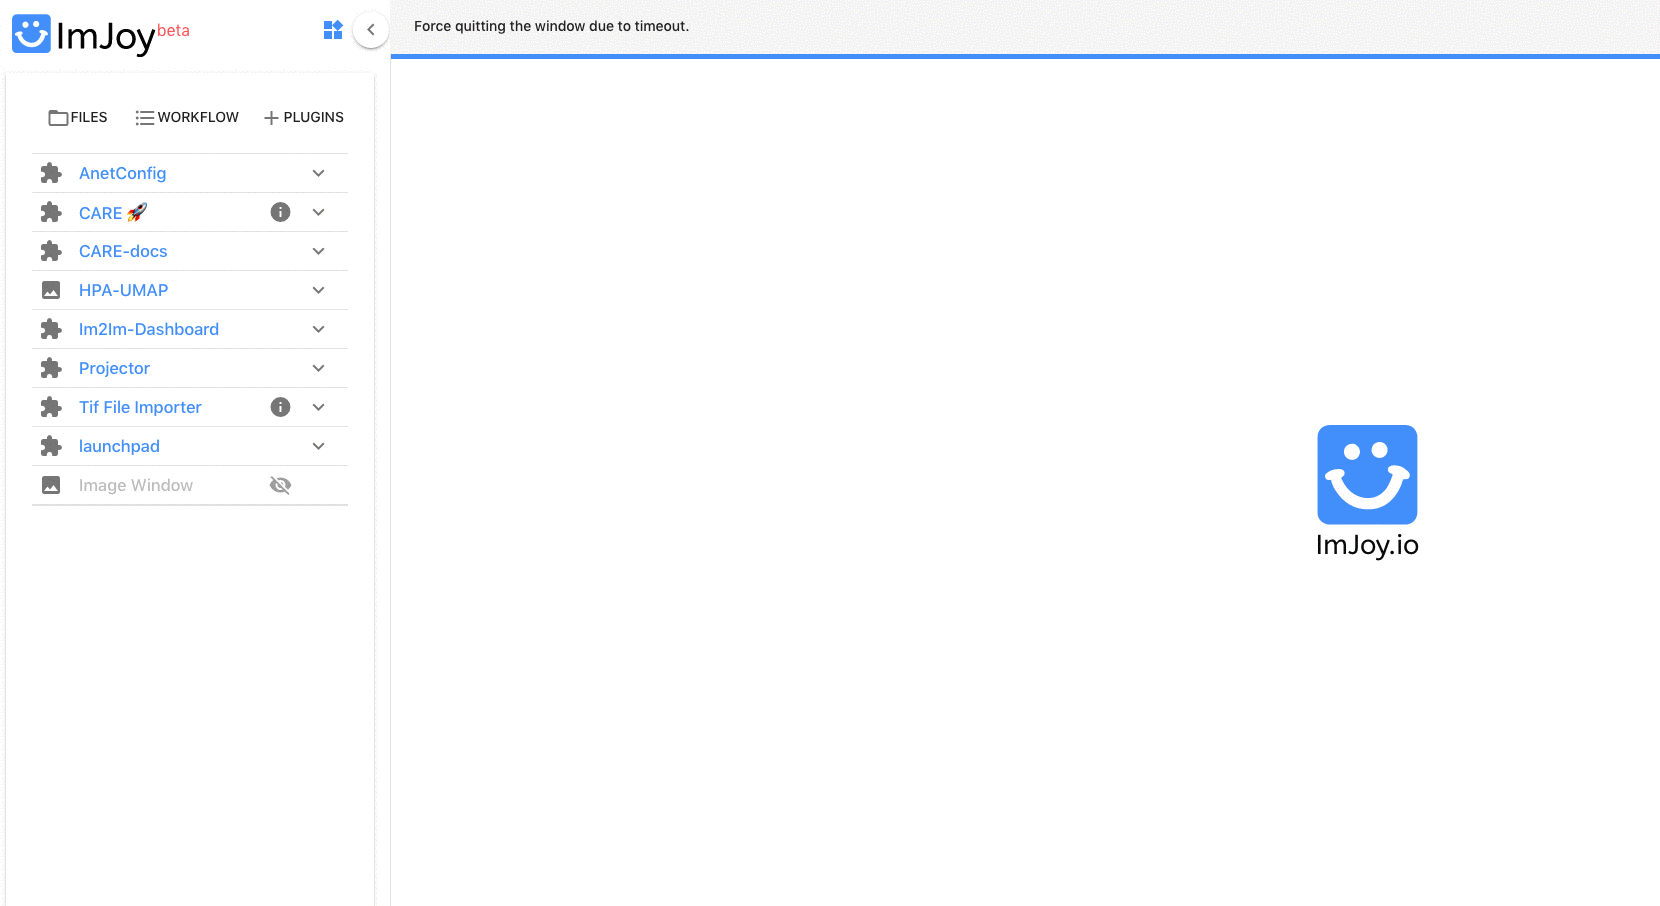 ImJoy beta
Force quitting the window due to timeout.
FILES WORKFLOW PLUGINS
AnetConfig
CARE 🚀
CARE-docs
HPA-UMAP
Im2Im-Dashboard
Projector
Tif File Importer
launchpad
Image Window
ImJoy.io